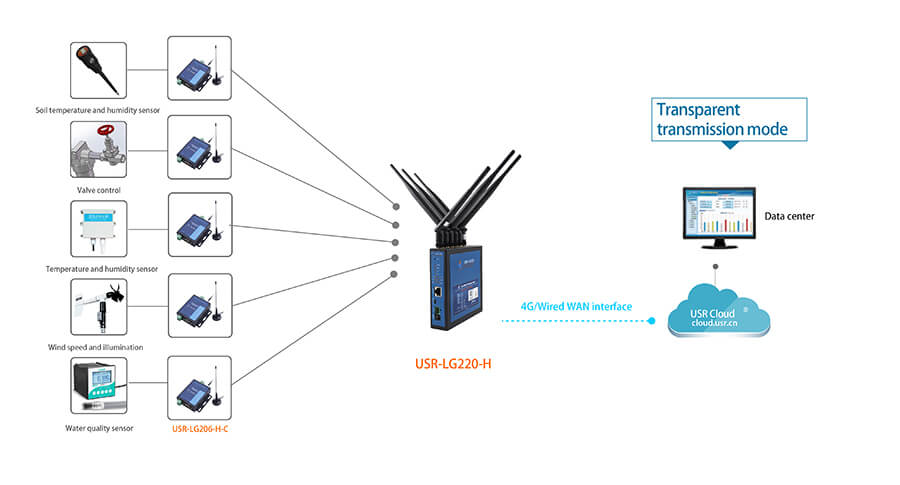 Soil temperature and humidity sensor
Valve control
Temperature and humidity sensor
Wind speed and illumination
Water quality sensor
USR-LG206-H-C
USR-LG220-H
4G/Wired WAN interface
Transparent
transmission mode
Data center
USR Cloud ®
cloud.usr.cn